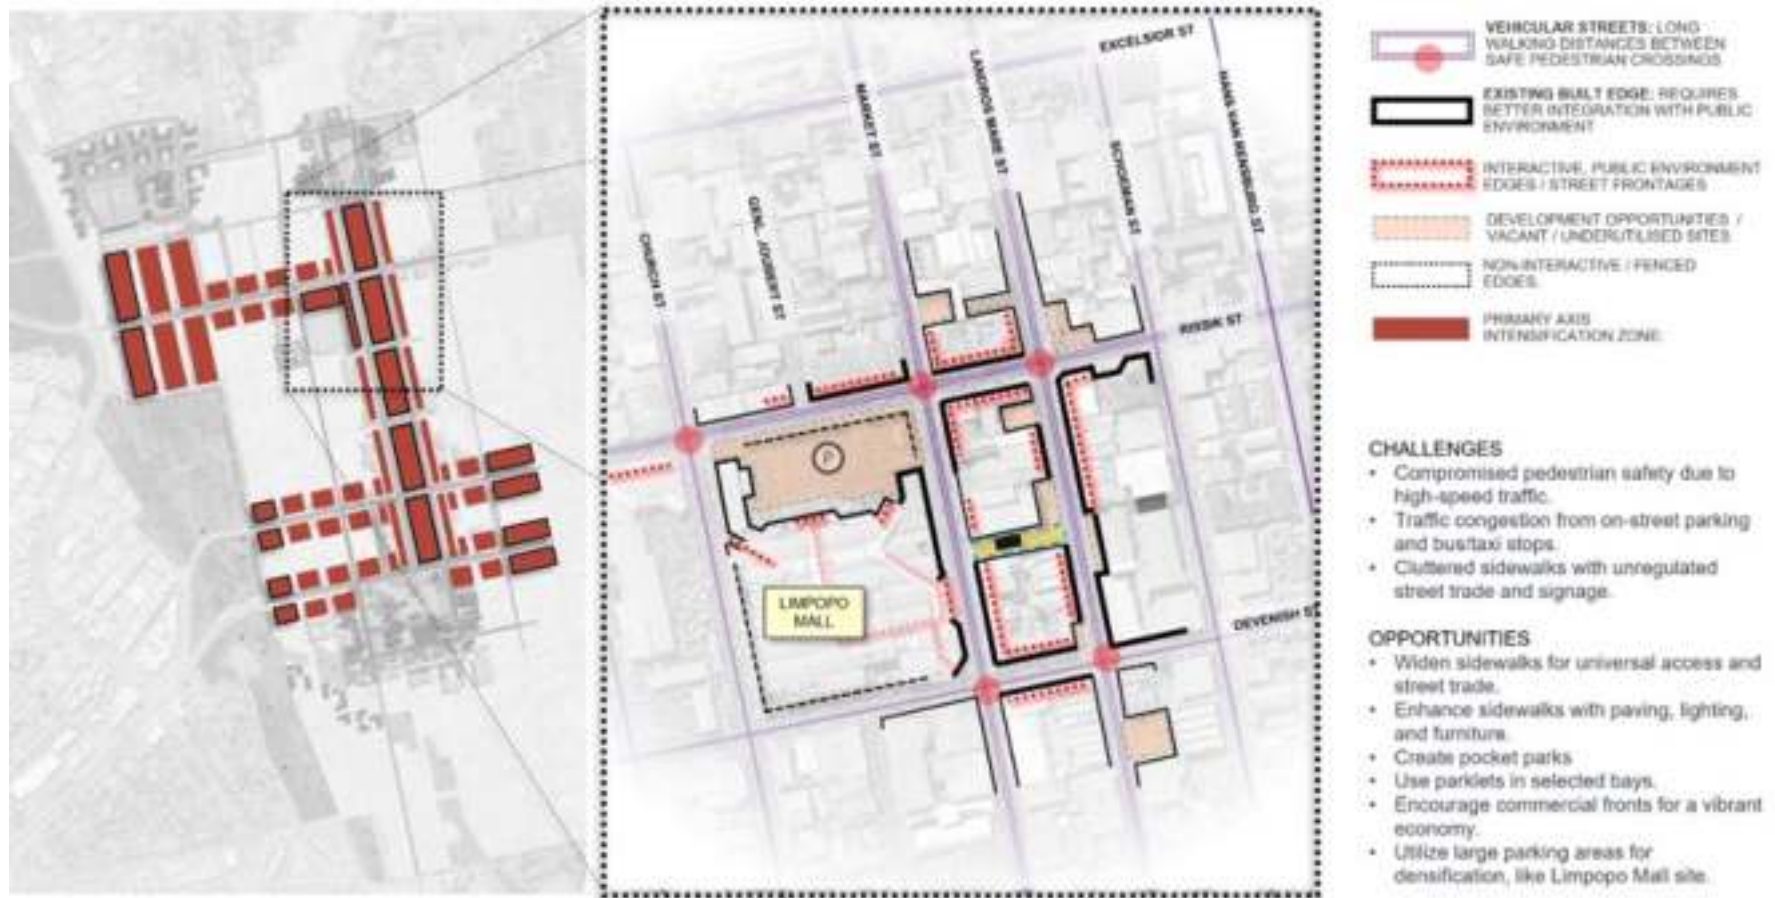 EXCELSIOR ST
MARKET ST
LANDROS MARE ST
HANS VAN RENSBURG ST
SCHOEMAN ST
GENL. JOUBERT ST
CHURCH ST
RISSIK ST
P
LIMPOPO
MALL
DEVENISH ST
VEHICULAR STREETS: LONG
WALKING DISTANCES BETWEEN
SAFE PEDESTRIAN CROSSINGS
EXISTING BUILT EDGE: REQUIRES
BETTER INTEGRATION WITH PUBLIC
ENVIRONMENT
INTERACTIVE, PUBLIC ENVIRONMENT
EDGES / STREET FRONTAGES
DEVELOPMENT OPPORTUNITIES /
VACANT / UNDERUTILISED SITES
NON-INTERACTIVE / FENCED
EDGES.
PRIMARY AXIS
INTENSIFICATION ZONE.
CHALLENGES
• Compromised pedestrian safety due to
high-speed traffic.
• Traffic congestion from on-street parking
and bus/taxi stops.
• Cluttered sidewalks with unregulated
street trade and signage.
OPPORTUNITIES
• Widen sidewalks for universal access and
street trade.
• Enhance sidewalks with paving, lighting,
and furniture.
• Create pocket parks
• Use parklets in selected bays.
• Encourage commercial fronts for a vibrant
economy.
• Utilize large parking areas for
densification, like Limpopo Mall site.